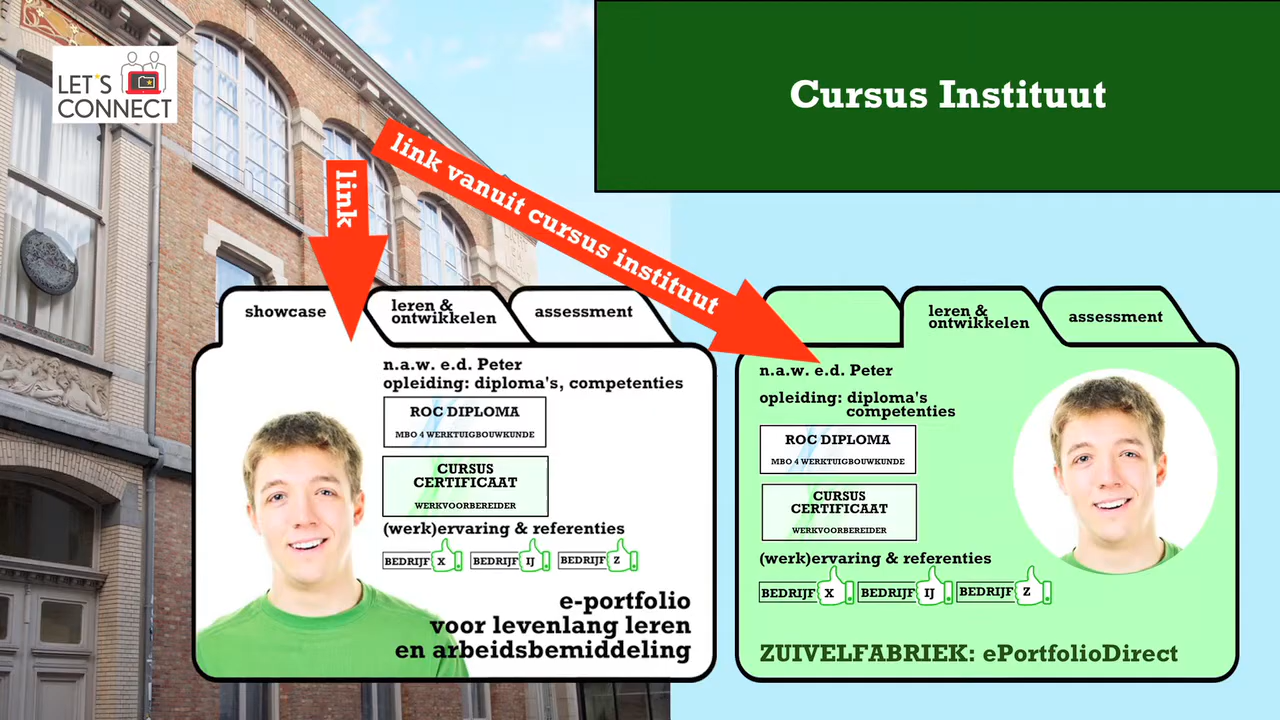 LET'S
CONNECT
Cursus Instituut
link
link vanuit cursus instituut
showcase
leren &
ontwikkelen
assessment
n.a.w. e.d. Peter
opleiding: diploma's, competenties
ROC DIPLOMA
MBO 4 WERKTUIGBOUWKUNDE
CURSUS
CERTIFICAAT
WERKVOORBEREIDER
(werk)ervaring & referenties
BEDRIJF X
BEDRIJF IJ
BEDRIJF Z
e-portfolio
voor levenlang leren
en arbeidsbemiddeling
leren &
ontwikkelen
assessment
n.a.w. e.d. Peter
opleiding: diploma's
competenties
ROC DIPLOMA
MBO 4 WERKTUIGBOUWKUNDE
CURSUS
CERTIFICAAT
WERKVOORBEREIDER
(werk)ervaring & referenties
BEDRIJF X
BEDRIJF IJ
BEDRIJF Z
ZUIVELFABRIEK: ePortfolioDirect